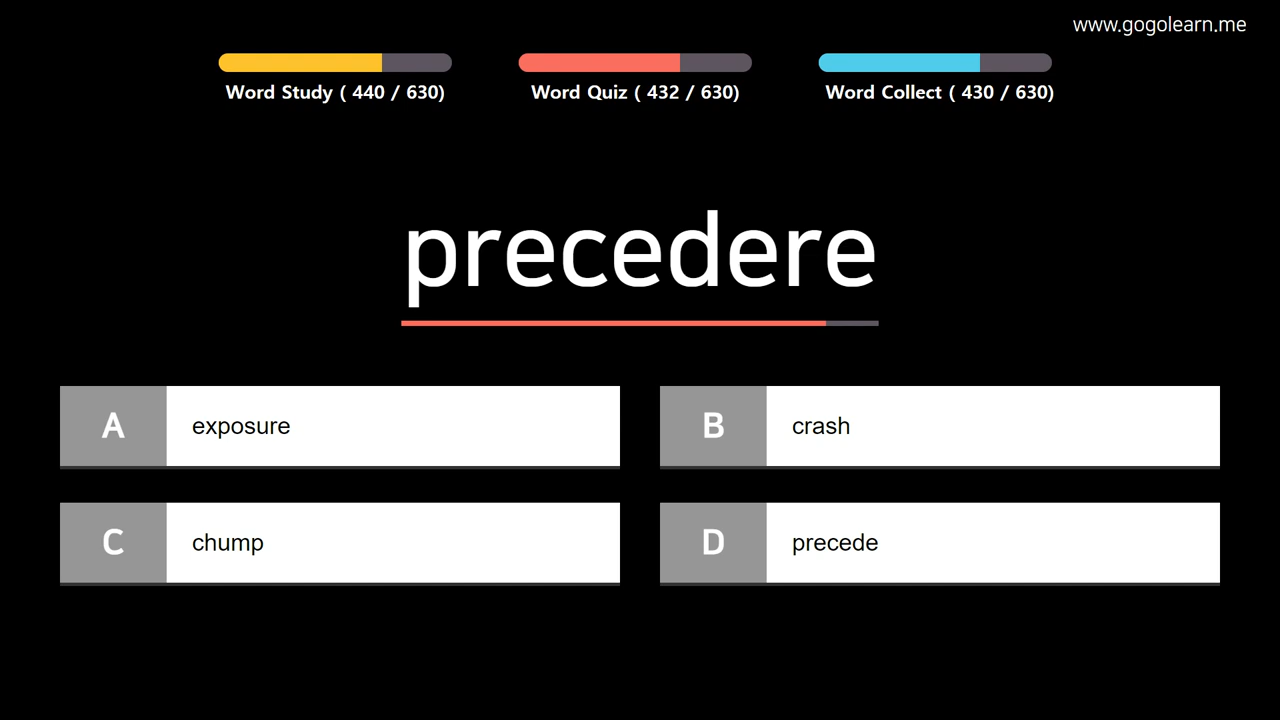 www.gogolearn.me
Word Study ( 440 / 630)
Word Quiz ( 432 / 630)
Word Collect ( 430 / 630)
precedere
A exposure
B crash
C chump
D precede